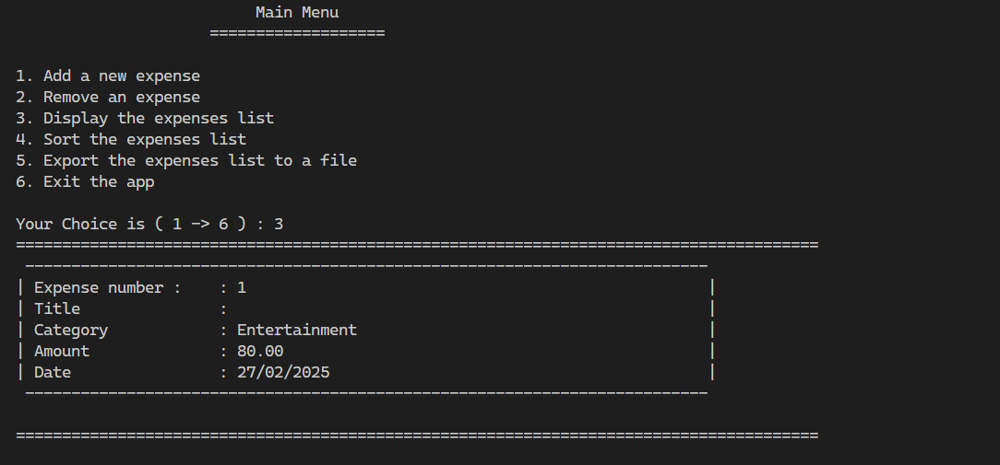 Main Menu
===================
1. Add a new expense
2. Remove an expense
3. Display the expenses list
4. Sort the expenses list
5. Export the expenses list to a file
6. Exit the app
Your Choice is ( 1 -> 6 ) : 3
=======================================================================================
--------------------------------------------------------------------------
| Expense number :    : 1                                                  |
| Title               :                                                    |
| Category            : Entertainment                                      |
| Amount              : 80.00                                              |
| Date                : 27/02/2025                                         |
--------------------------------------------------------------------------
=======================================================================================